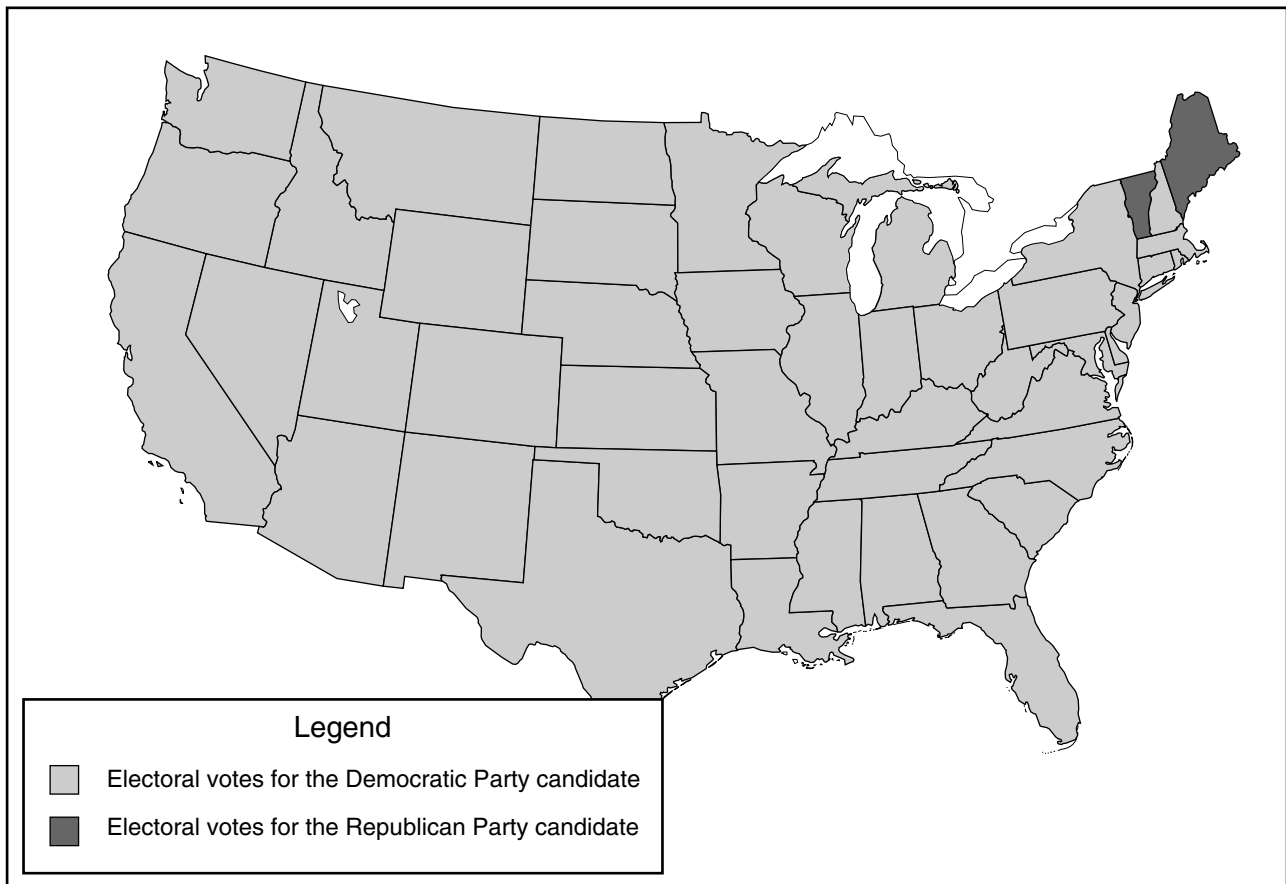 Legend
Electoral votes for the Democratic Party candidate
Electoral votes for the Republican Party candidate